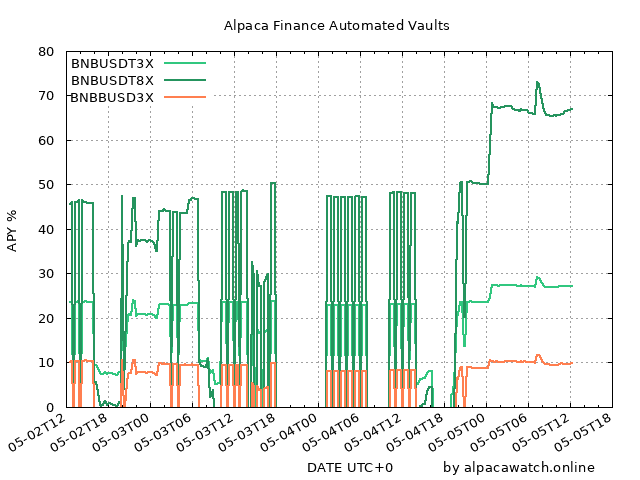 Alpaca Finance Automated Vaults
BNBUSDT3X
BNBUSDT8X
BNBBUSD3X
APY %
80
70
60
50
40
30
20
10
0
05-02T12
05-02T18
05-03T00
05-03T06
05-03T12
05-03T18
05-04T00
05-04T06
05-04T12
05-04T18
05-05T00
05-05T06
05-05T12
05-05T18
DATE UTC+0
by alpacawatch.online